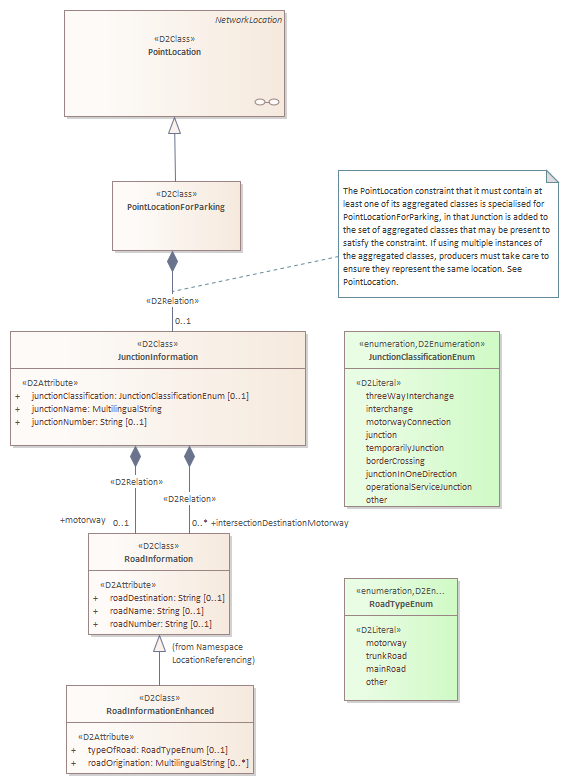 NetworkLocation
«D2Class»
PointLocation
«D2Class»
PointLocationForParking
The PointLocation constraint that it must contain at
least one of its aggregated classes is specialised for
PointLocationForParking, in that Junction is added to
the set of aggregated classes that may be present to
satisfy the constraint. If using multiple instances of
the aggregated classes, producers must take care to
ensure they represent the same location. See
PointLocation.
«D2Relation»
0..1
«D2Class»
JunctionInformation
«D2Attribute»
+ junctionClassification: JunctionClassificationEnum [0..1]
+ junctionName: MultilingualString
+ junctionNumber: String [0..1]
«enumeration,D2Enumeration»
JunctionClassificationEnum
«D2Literal»
threeWayInterchange
interchange
motorwayConnection
junction
temporarilyJunction
borderCrossing
junctionInOneDirection
operationalServiceJunction
other
«D2Relation»
«D2Relation»
+motorway 0..1
0..* +intersectionDestinationMotorway
«D2Class»
RoadInformation
«D2Attribute»
+ roadDestination: String [0..1]
+ roadName: String [0..1]
+ roadNumber: String [0..1]
(from Namespace
LocationReferencing)
«enumeration,D2En...
RoadTypeEnum
«D2Literal»
motorway
trunkRoad
mainRoad
other
«D2Class»
RoadInformationEnhanced
«D2Attribute»
+ typeOfRoad: RoadTypeEnum [0..1]
+ roadOrigination: MultilingualString [0..*]